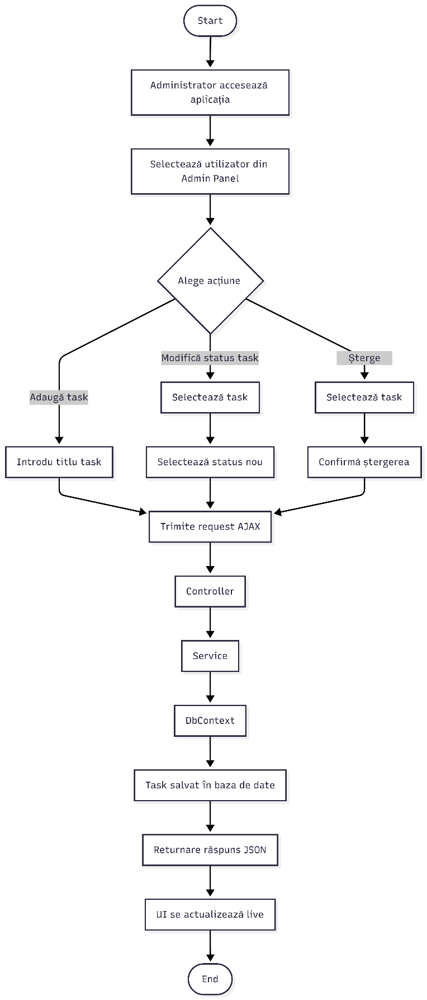 Start
Administrator accesează
aplicația
Selectează utilizator din
Admin Panel
Alege acțiune
Modifică status task
Șterge
Adaugă task
Selectează task
Selectează task
Introdu titlu task
Selectează status nou
Confirmă ștergerea
Trimite request AJAX
Controller
Service
DbContext
Task salvat în baza de date
Returnare răspuns JSON
UI se actualizează live
End